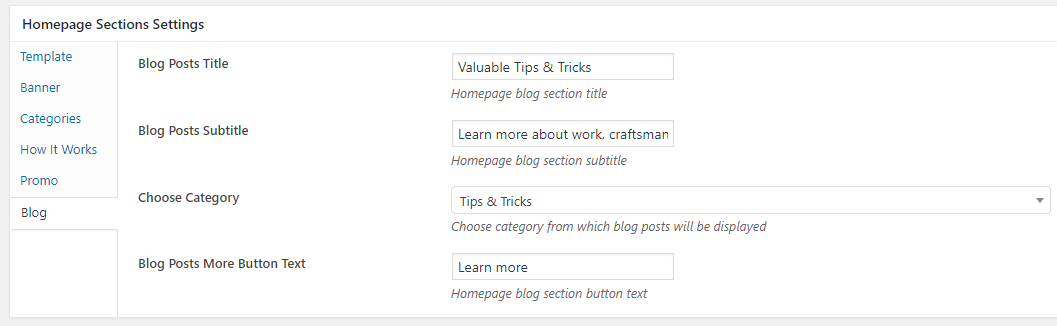 Homepage Sections Settings
Template
Banner
Categories
How It Works
Promo
Blog
Blog Posts Title
Valuable Tips & Tricks
Homepage blog section title
Blog Posts Subtitle
Learn more about work, craftsman
Homepage blog section subtitle
Choose Category
Tips & Tricks
Choose category from which blog posts will be displayed
Blog Posts More Button Text
Learn more
Homepage blog section button text